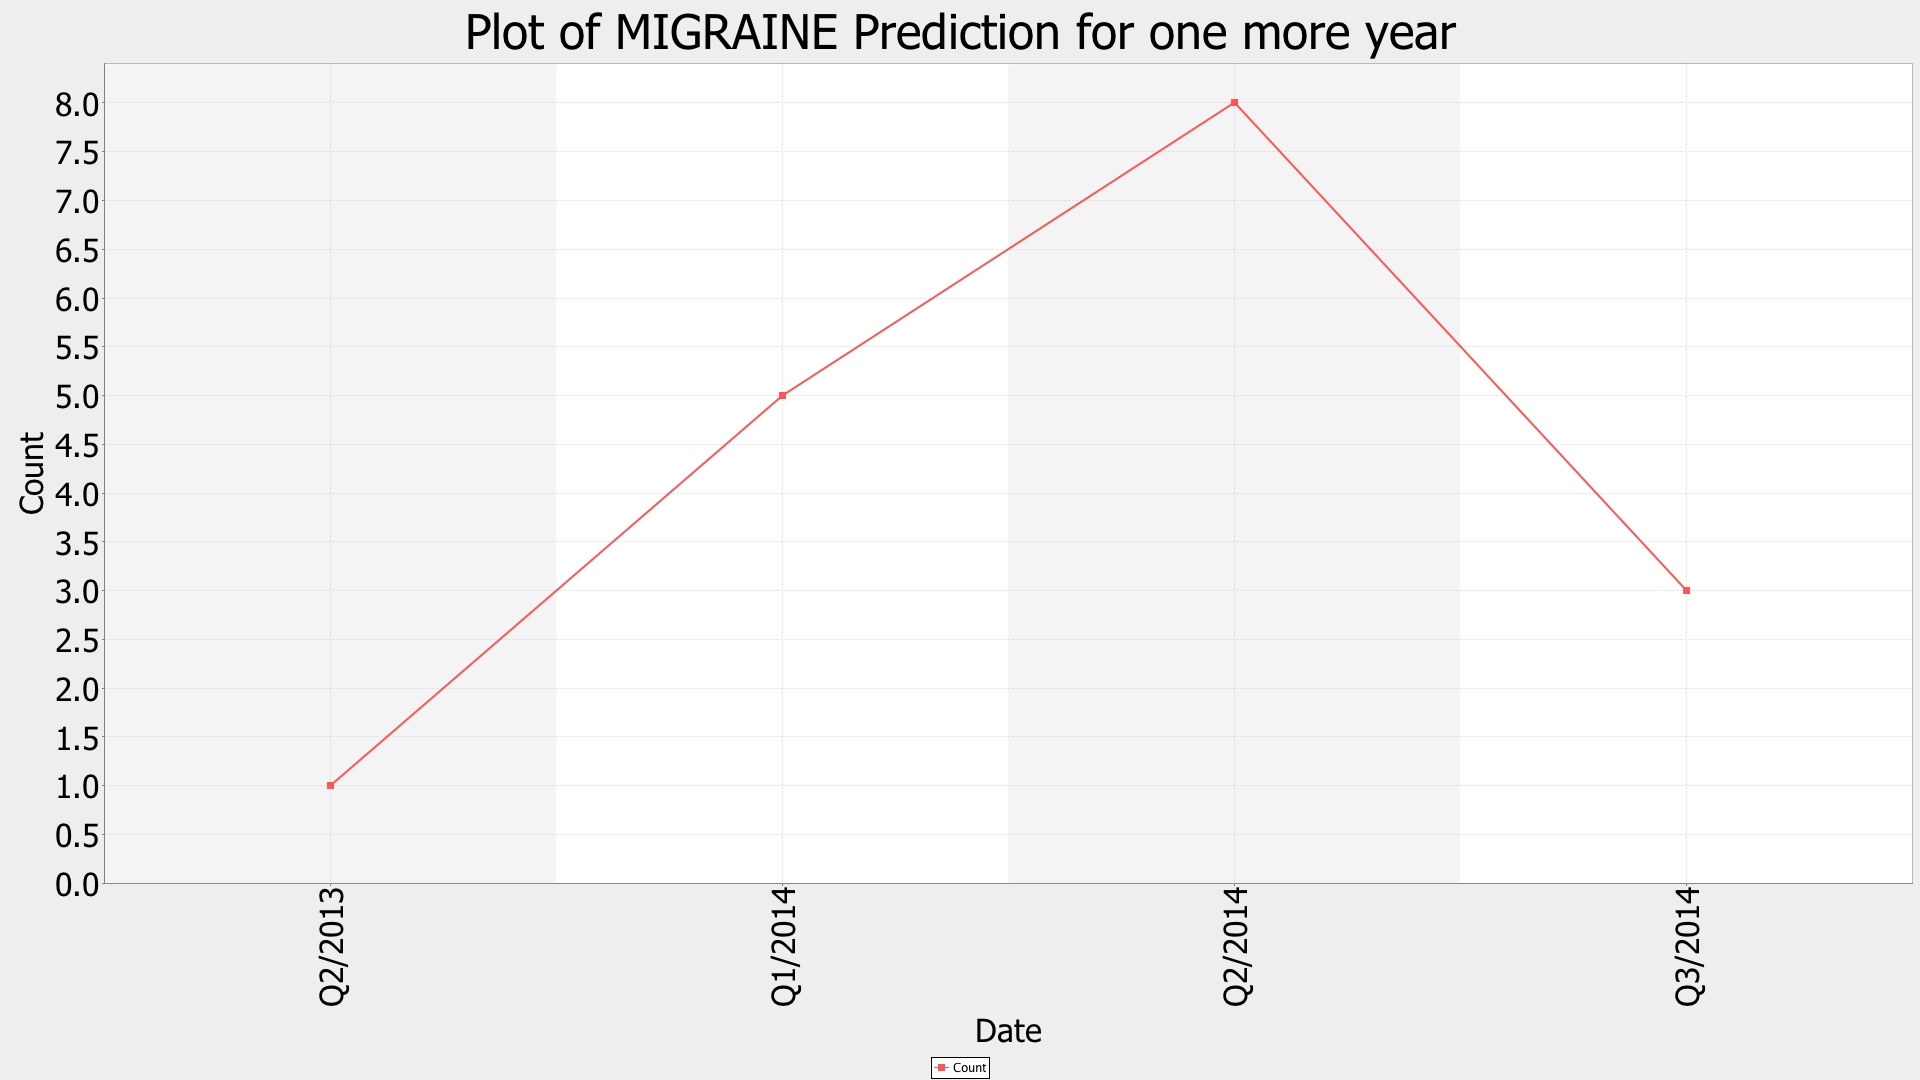 Plot of MIGRAINE Prediction for one more year
Count
8.0
7.5
7.0
6.5
6.0
5.5
5.0
4.5
4.0
3.5
3.0
2.5
2.0
1.5
1.0
0.5
0.0
Q2/2013
Q1/2014
Q2/2014
Q3/2014
Date
Count